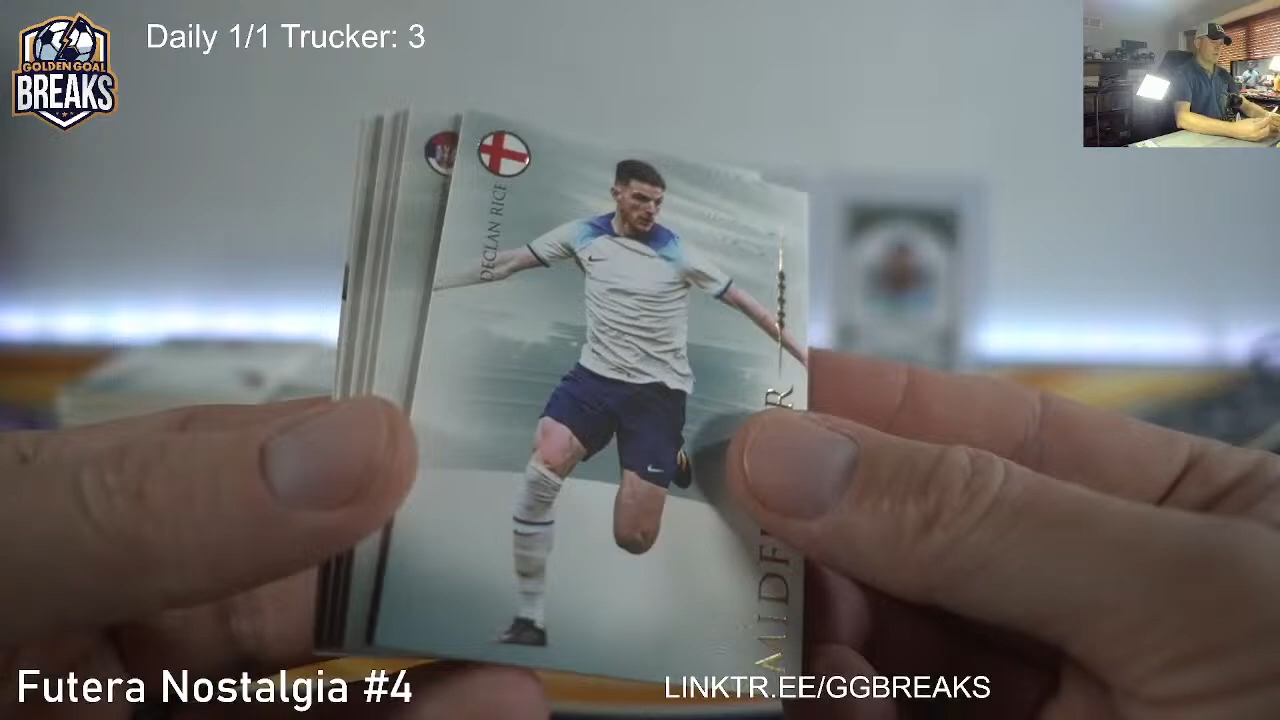 Daily 1/1 Trucker: 3
GOLDEN GOAL
BREAKS
DECLAN RICE
Futera Nostalgia #4
LINKTR.EE/GGBREAKS